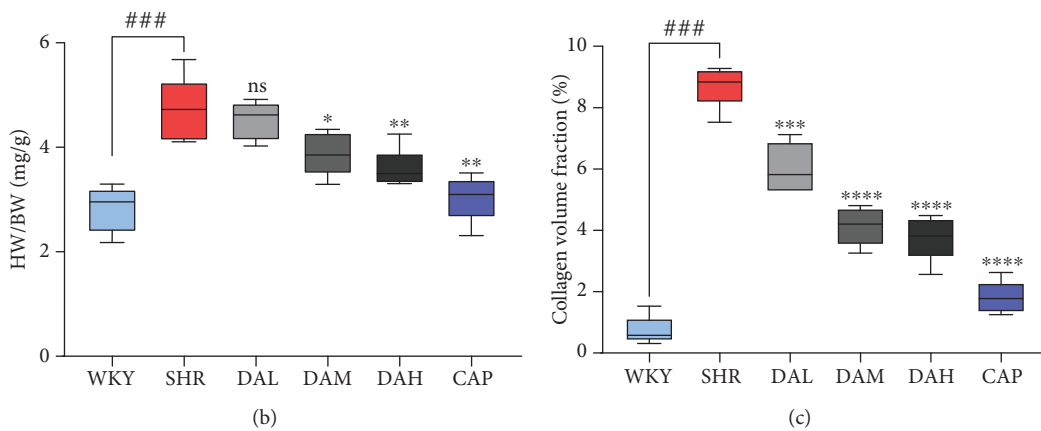 ###
6
4
2
0
HW/BW (mg/g)
ns
*
**
**
WKY SHR DAL DAM DAH CAP
(b)
###
10
8
6
4
2
0
Collagen volume fraction (%)
***
****
****
****
WKY SHR DAL DAM DAH CAP
(c)